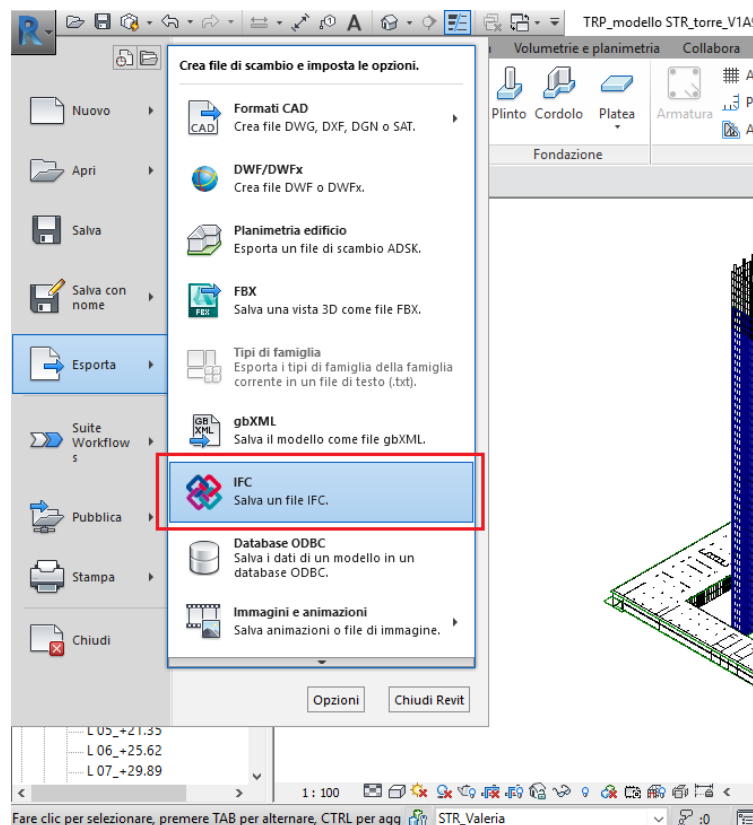 TRP_modello STR_torre_V1A
Volumetrie e planimetria Collabora
Crea file di scambio e imposta le opzioni.
Nuovo
Apri
Salva
Salva con
nome
Esporta
Suite
Workflow
s
Pubblica
Stampa
Chiudi
CAD
Formati CAD
Crea file DWG, DXF, DGN o SAT.
DWF/DWFx
Crea file DWF o DWFx.
Planimetria edificio
Esporta un file di scambio ADSK.
FBX
FBX
Salva una vista 3D come file FBX.
Tipi di famiglia
Esporta i tipi di famiglia della famiglia
corrente in un file di testo (.txt).
GB
XML
gbXML
Salva il modello come file gbXML.
IFC
Salva un file IFC.
Database ODBC
Salva i dati di un modello in un
database ODBC.
Immagini e animazioni
Salva animazioni o file di immagine.
Opzioni Chiudi Revit
Plinto Cordolo Platea Armatura
A
P
A
Fondazione
L 05_+21.35
L 06_+25.62
L 07_+29.89
1 : 100
Fare clic per selezionare, premere TAB per alternare, CTRL per agg STR_Valeria :0